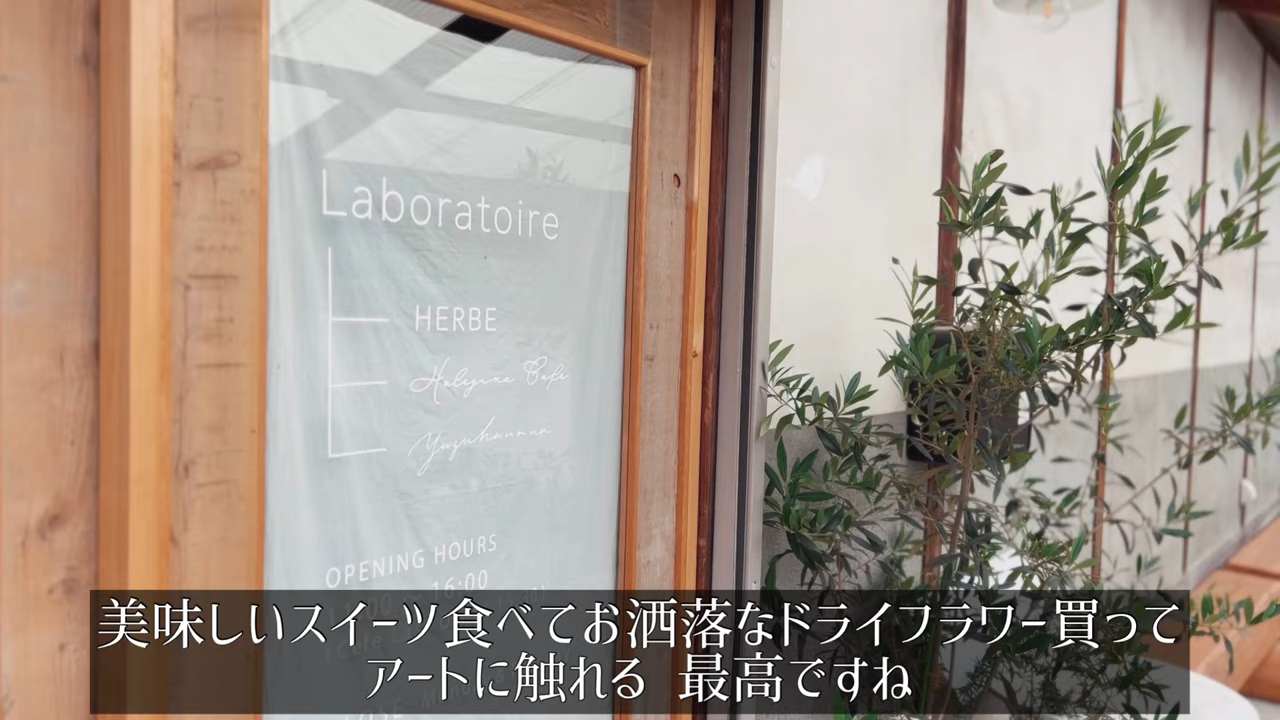 Laboratoire
HERBE
OPENING HOURS
16:00
美味しいスイーツ食べてお洒落なドライフラワー買って
アートに触れる 最高ですね